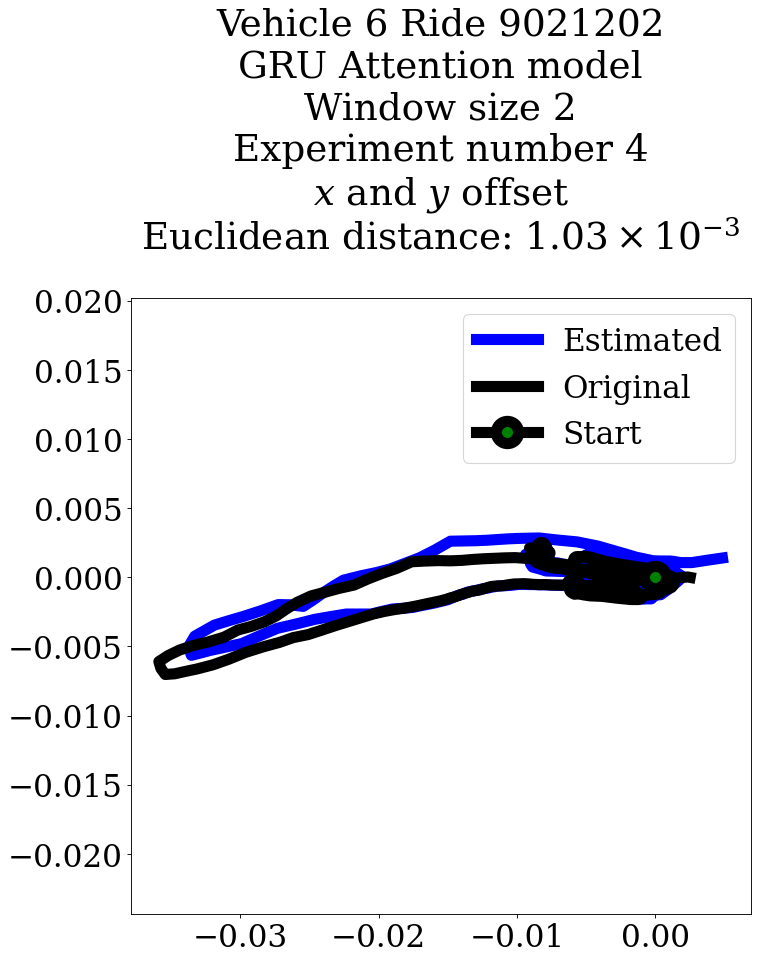 Vehicle 6 Ride 9021202
GRU Attention model
Window size 2
Experiment number 4
x and y offset
Euclidean distance: 1.03 × 10⁻³
Estimated
Original
Start
0.020
0.015
0.010
0.005
0.000
−0.005
−0.010
−0.015
−0.020
−0.03 −0.02 −0.01 0.00